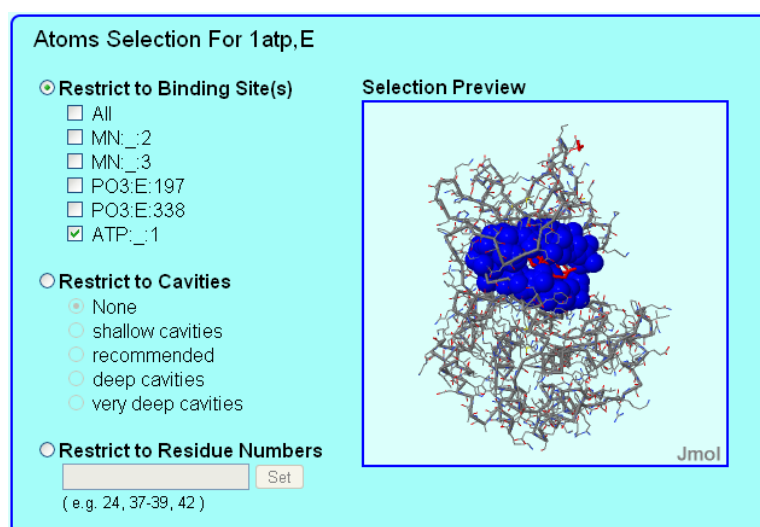 Atoms Selection For 1atp,E
Restrict to Binding Site(s)
All
MN:_:2
MN:_:3
PO3:E:197
PO3:E:338
ATP:_:1
Restrict to Cavities
None
shallow cavities
recommended
deep cavities
very deep cavities
Restrict to Residue Numbers
Set
( e.g. 24, 37-39, 42 )
Selection Preview
Jmol